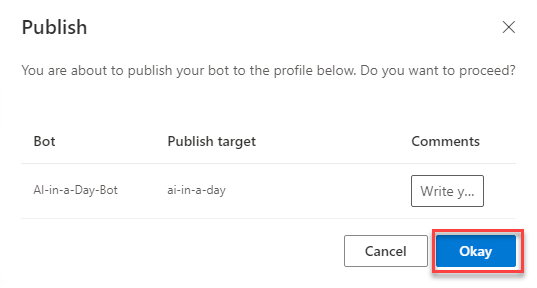 Publish
You are about to publish your bot to the profile below. Do you want to proceed?
Bot Publish target Comments
AI-in-a-Day-Bot ai-in-a-day Write y...
Cancel Okay